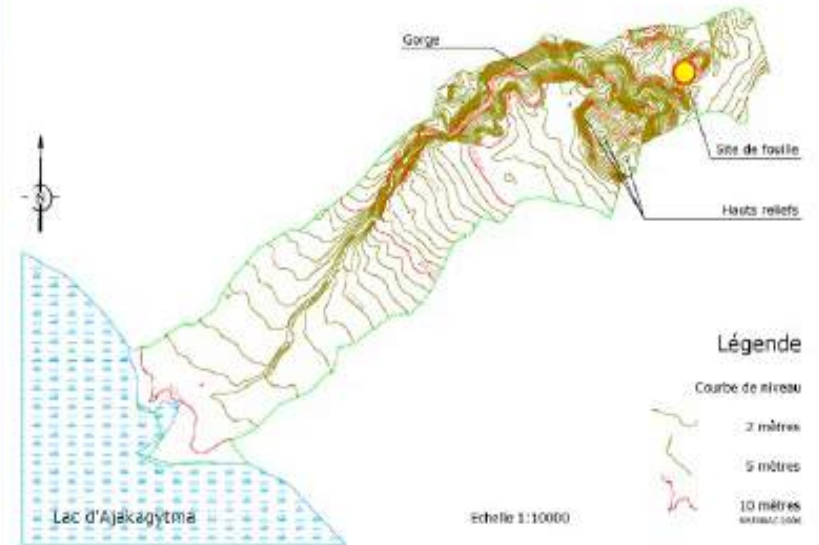 Gorge
Site de fouille
Hauts reliefs
Légende
Courbe de niveau
2 mètres
5 mètres
10 mètres
Lac d'Ajakagytma
Echelle 1:10000